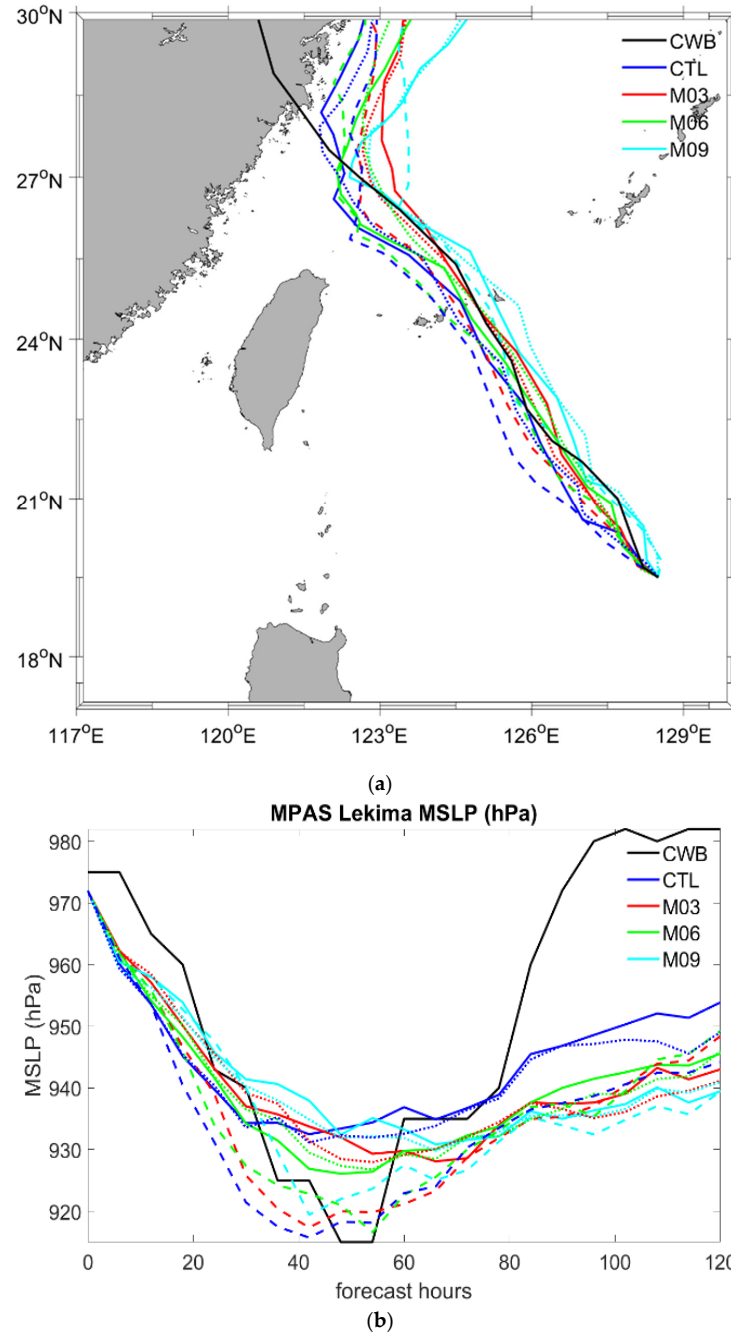 30°N
27°N
24°N
21°N
18°N
117°E
120°E
123°E
126°E
129°E
CWB
CTL
M03
M06
M09
(a)
MPAS Lekima MSLP (hPa)
MSLP (hPa)
980
970
960
950
940
930
920
0
20
40
60
80
100
120
CWB
CTL
M03
M06
M09
forecast hours
(b)